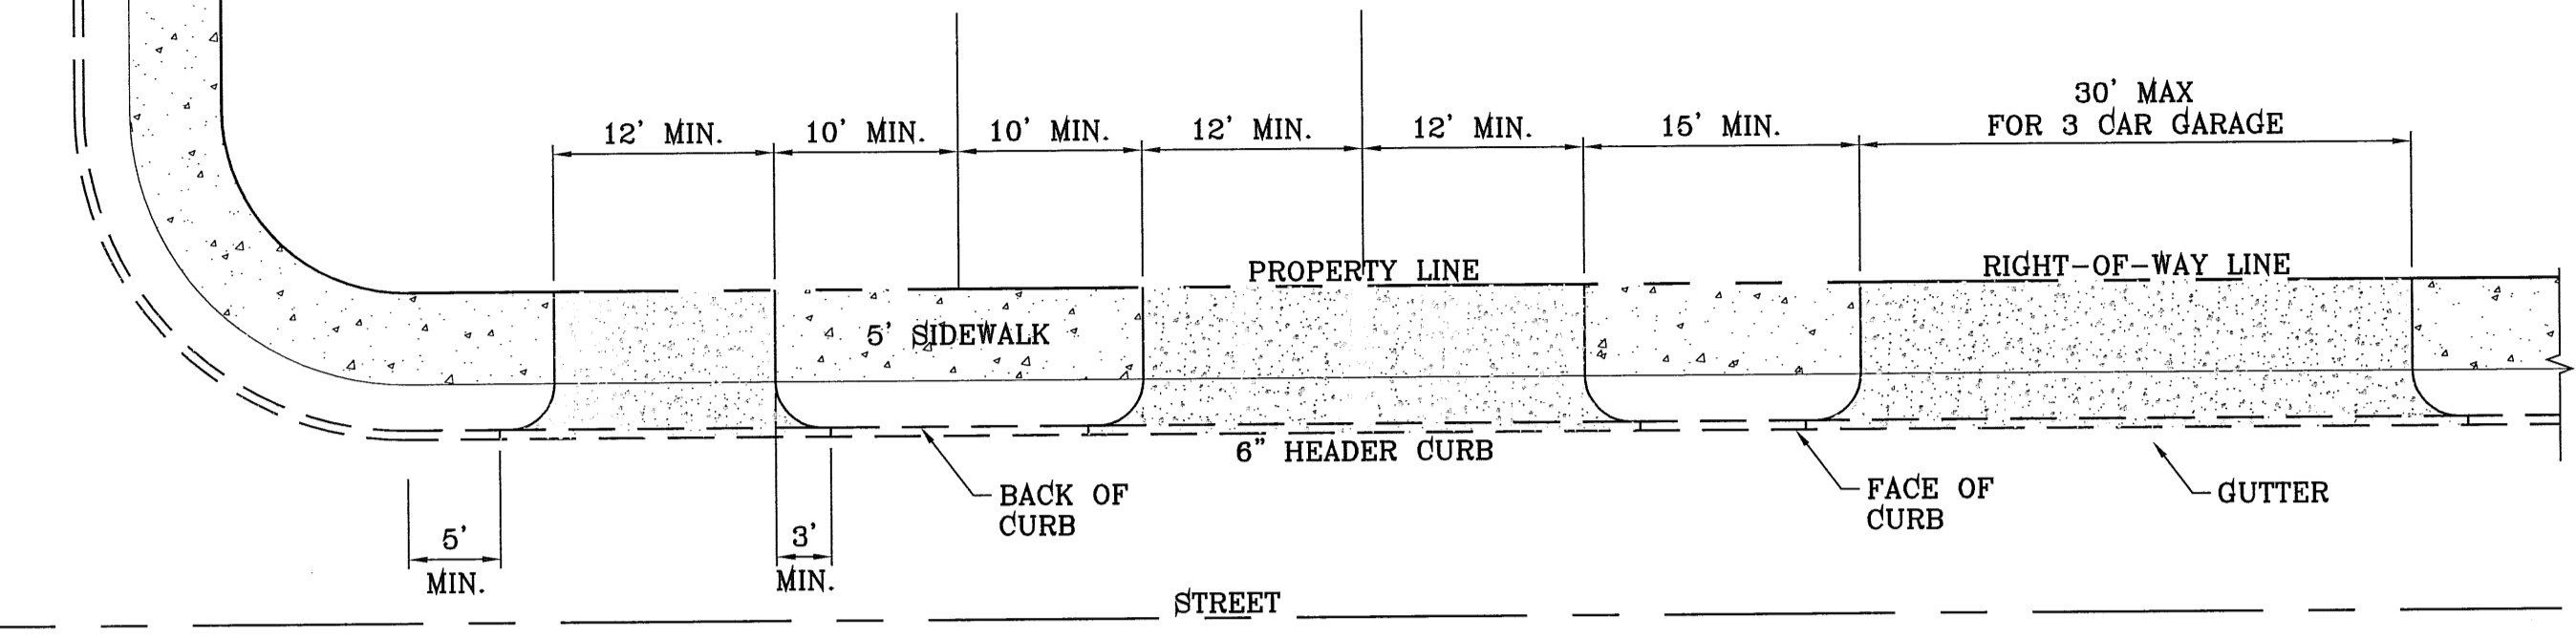 30' MAX
FOR 3 CAR GARAGE
12' MIN.
10' MIN.
10' MIN.
12' MIN.
12' MIN.
15' MIN.
PROPERTY LINE
RIGHT-OF-WAY LINE
5' SIDEWALK
6" HEADER CURB
BACK OF
CURB
FACE OF
CURB
GUTTER
5'
MIN.
3'
MIN.
STREET